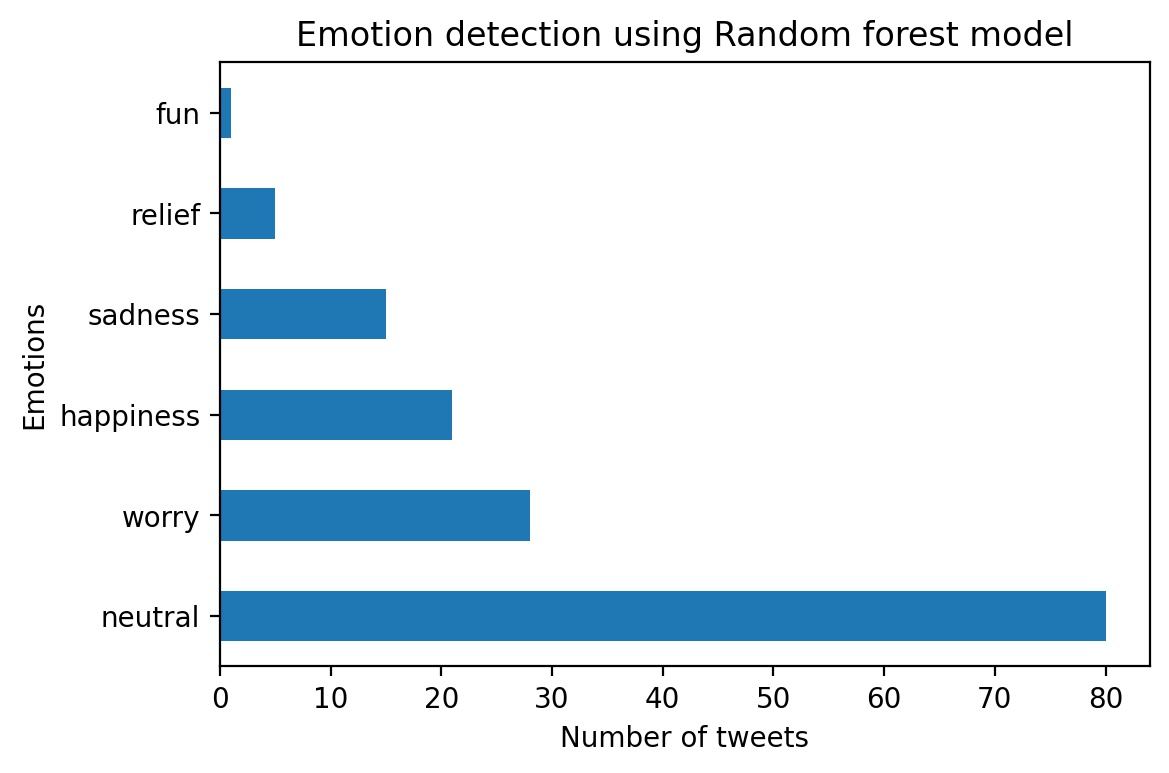 Emotion detection using Random forest model
fun
relief
sadness
happiness
worry
neutral
Emotions
0 10 20 30 40 50 60 70 80
Number of tweets